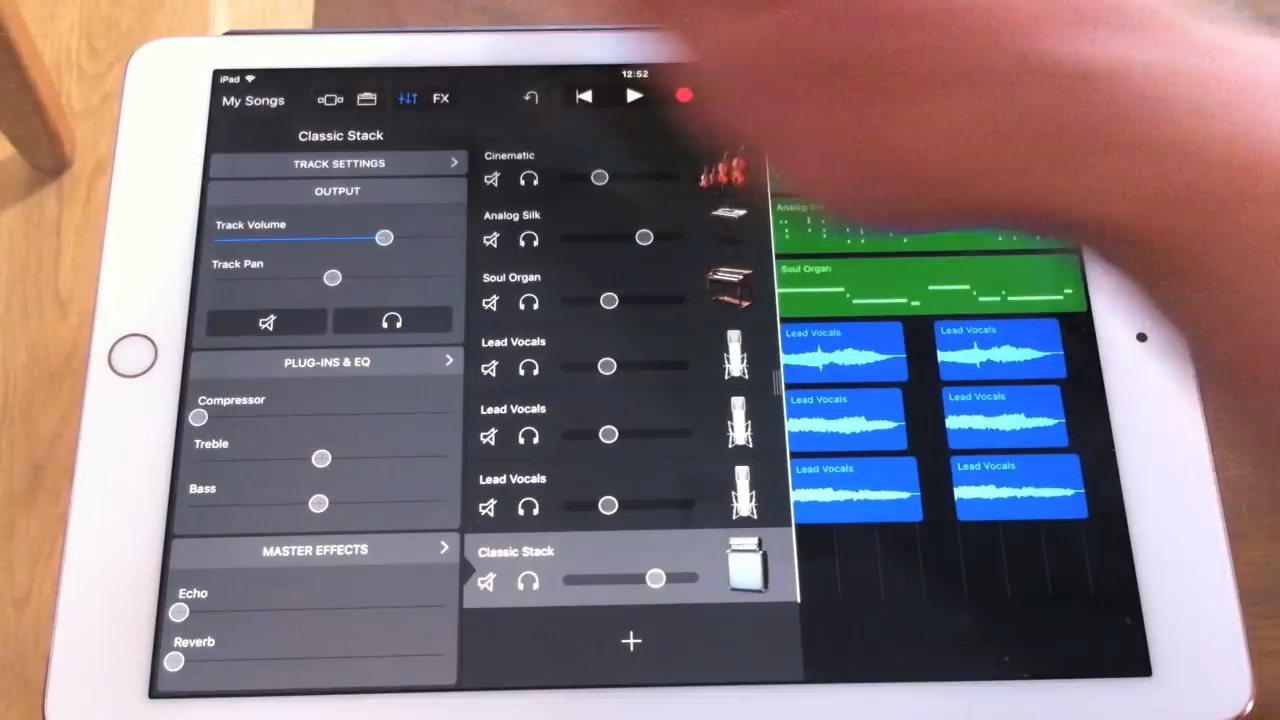 iPad
12:52
My Songs
FX
Classic Stack
TRACK SETTINGS
OUTPUT
Track Volume
Track Pan
PLUG-INS & EQ
Compressor
Treble
Bass
MASTER EFFECTS
Echo
Reverb
Cinematic
Analog Silk
Soul Organ
Lead Vocals
Lead Vocals
Lead Vocals
Classic Stack
Analog
Soul Organ
Lead Vocals
Lead Vocals
Lead Vocals
Lead Vocals
Lead Vocals
Lead Vocals